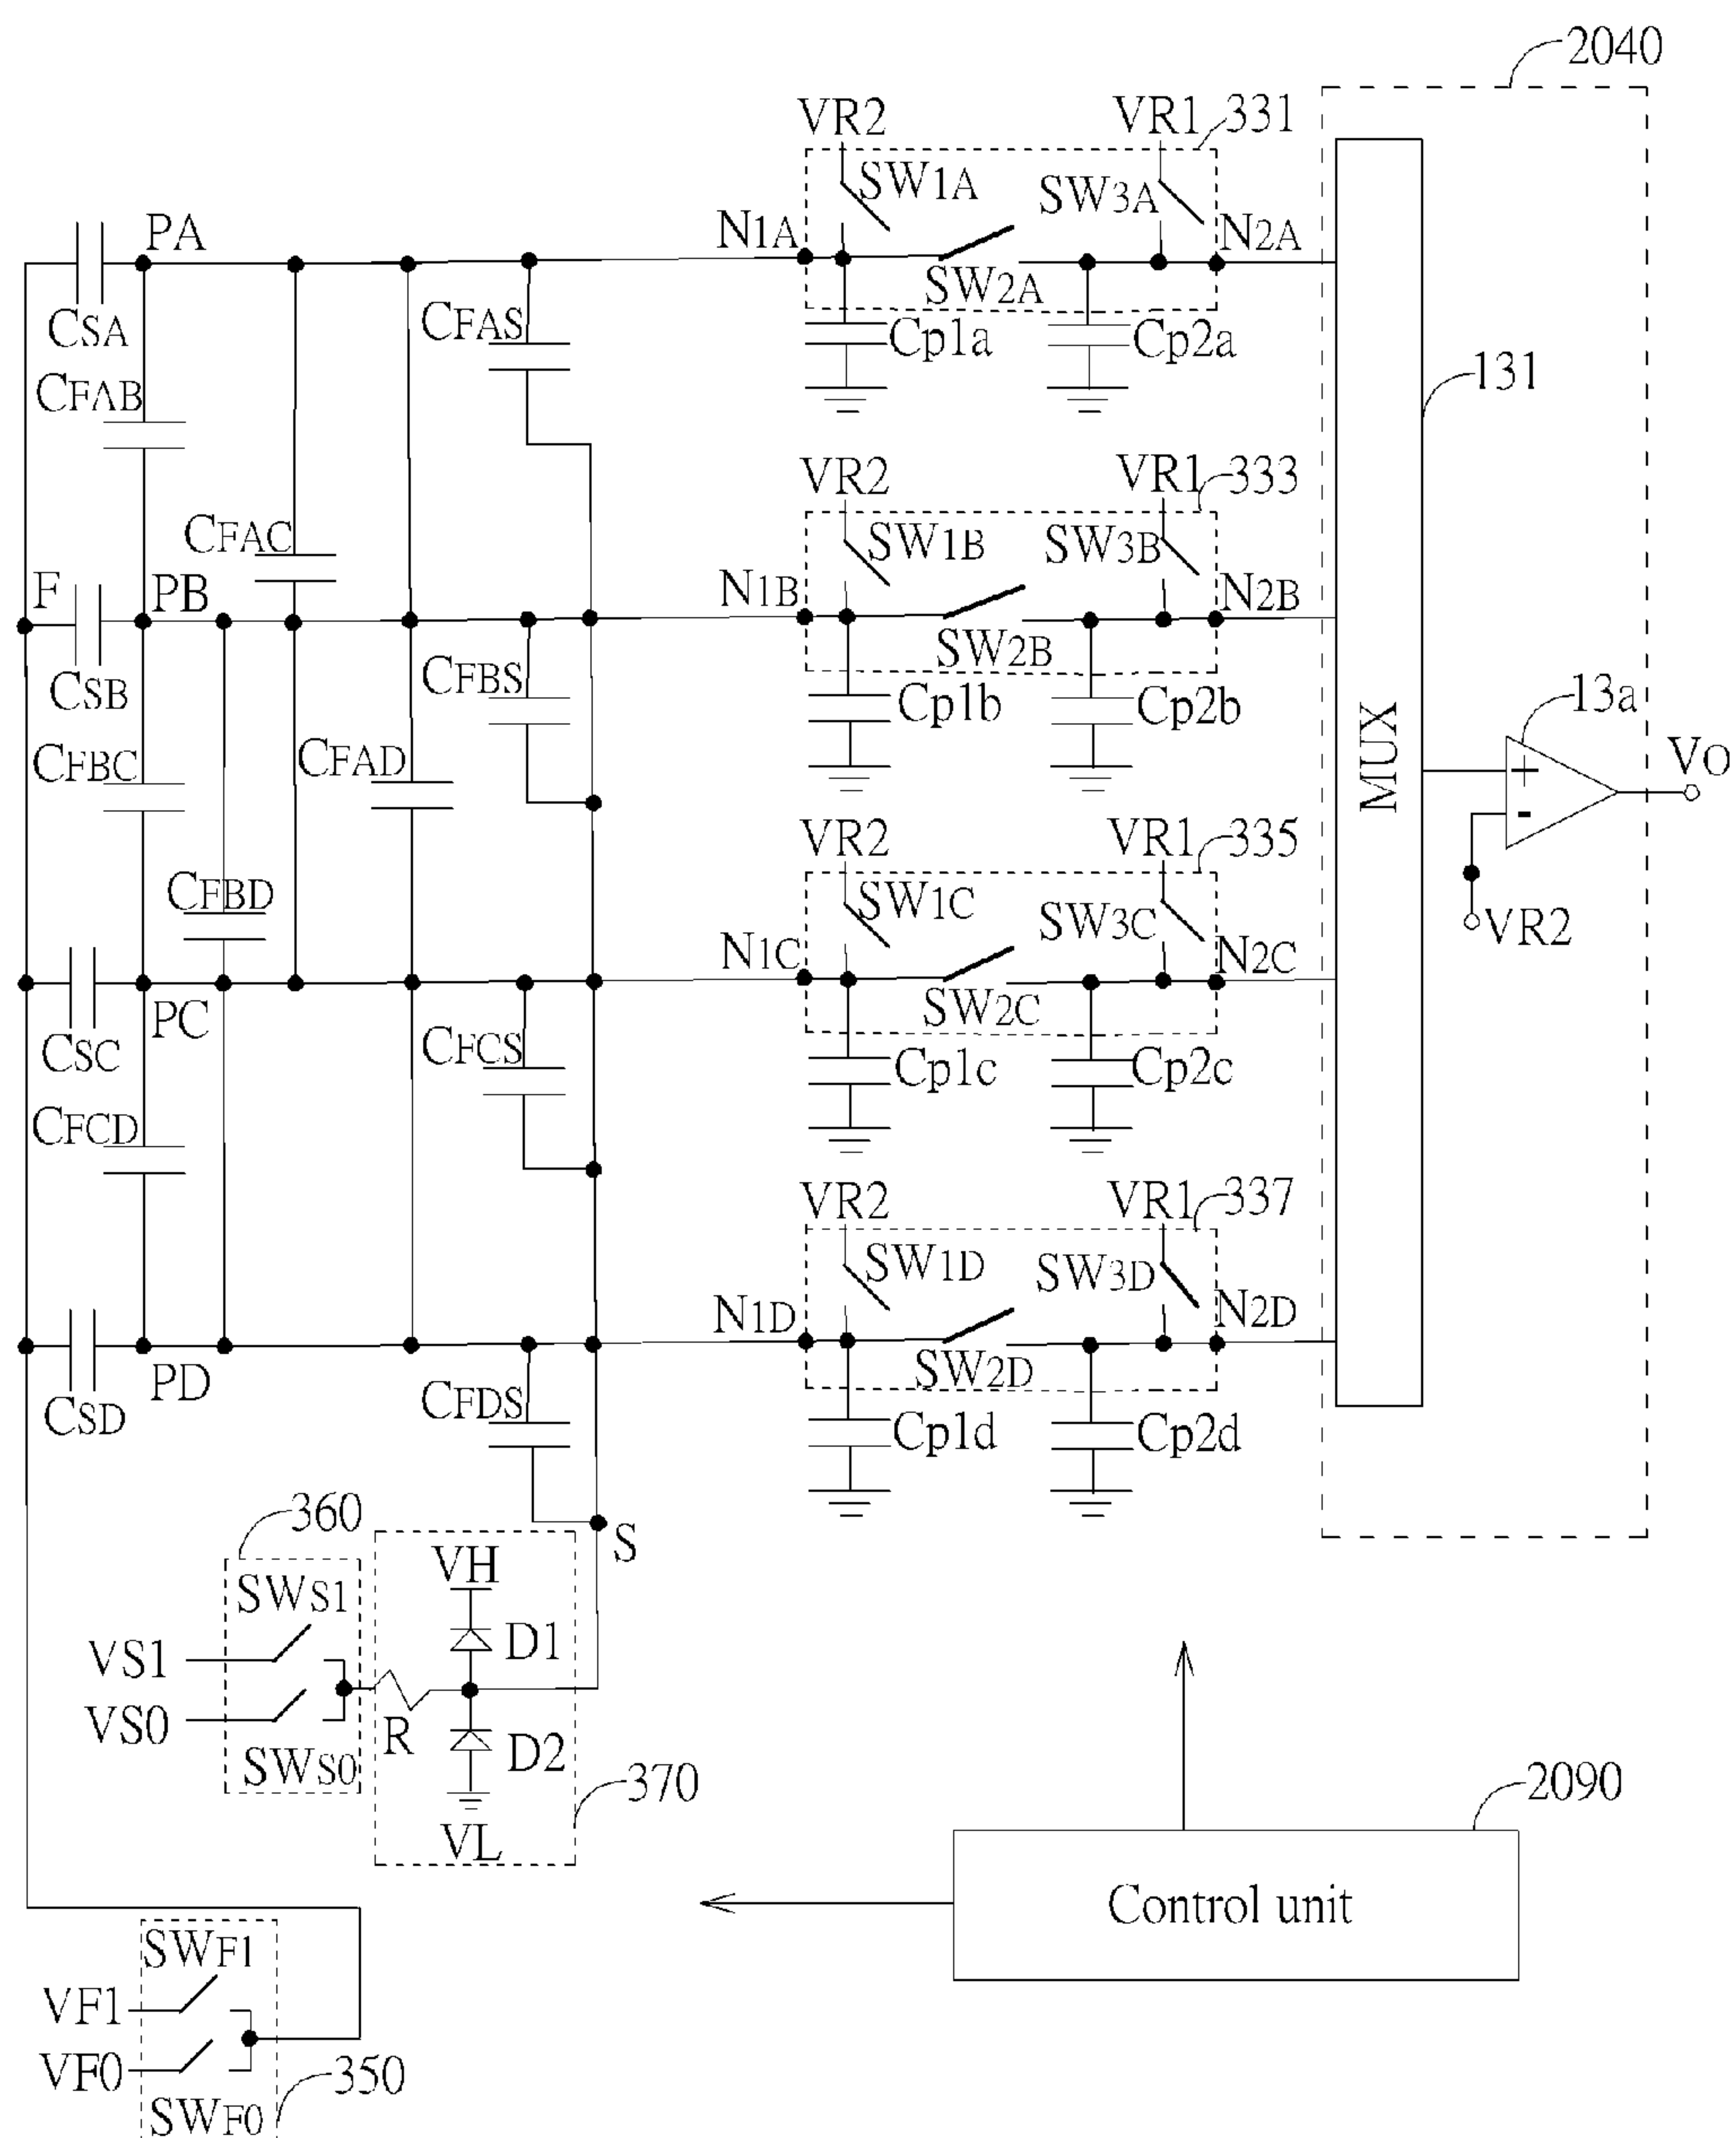 2040
VR2
VR1
331
SW1A
SW3A
PA
N1A
N2A
SW2A
CSA
CFAS
Cp1a
Cp2a
131
CFAB
VR2
VR1
333
CFAC
SW1B
SW3B
F
PB
N1B
N2B
SW2B
CSB
CFBS
Cp1b
Cp2b
13a
MUX
+
VO
-
CFBC
CFAD
VR2
VR1
335
CFBD
SW1C
SW3C
VR2
N1C
N2C
SW2C
PC
CSC
CFCS
Cp1c
Cp2c
CFCD
VR2
VR1
337
SW1D
SW3D
N1D
N2D
SW2D
PD
CSD
CFDS
Cp1d
Cp2d
360
S
VH
SWS1
D1
VS1
VS0
R
D2
SWS0
370
2090
VL
Control unit
SWF1
VF1
VF0
350
SWF0